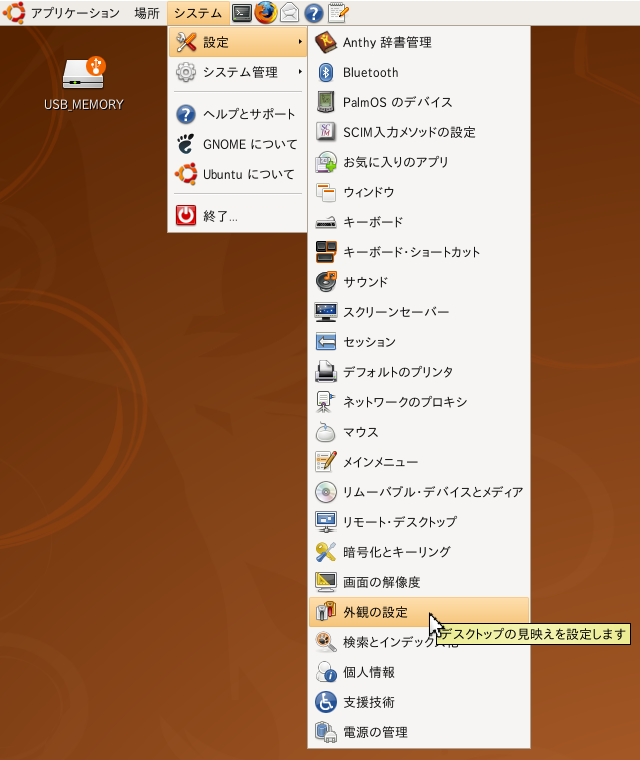 アプリケーション 場所 システム
USB_MEMORY
設定
システム管理
ヘルプとサポート
GNOME について
Ubuntu について
終了...
Anthy 辞書管理
Bluetooth
PalmOS のデバイス
SCIM入力メソッドの設定
お気に入りのアプリ
ウィンドウ
キーボード
キーボード・ショートカット
サウンド
スクリーンセーバー
セッション
デフォルトのプリンタ
ネットワークのプロキシ
マウス
メインメニュー
リムーバブル・デバイスとメディア
リモート・デスクトップ
暗号化とキーリング
画面の解像度
外観の設定
デスクトップの見映えを設定します
検索とインデックス化
個人情報
支援技術
電源の管理